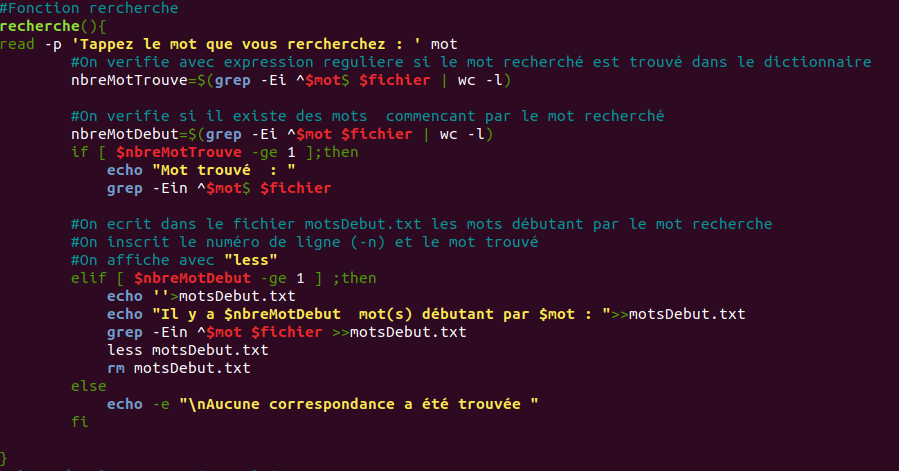 #Fonction rercherche
recherche(){
read -p 'Tappez le mot que vous rercherchez : ' mot
#On verifie avec expression reguliere si le mot recherché est trouvé dans le dictionnaire
nbreMotTrouve=$(grep -Ei ^$mot$ $fichier | wc -l)
#On verifie si il existe des mots  commencant par le mot recherché
nbreMotDebut=$(grep -Ei ^$mot $fichier | wc -l)
if [ $nbreMotTrouve -ge 1 ];then
echo "Mot trouvé  : "
grep -Ein ^$mot$ $fichier
#On ecrit dans le fichier motsDebut.txt les mots débutant par le mot recherche
#On inscrit le numéro de ligne (-n) et le mot trouvé
#On affiche avec "less"
elif [ $nbreMotDebut -ge 1 ] ;then
echo ''>motsDebut.txt
echo "Il y a $nbreMotDebut  mot(s) débutant par $mot : ">>motsDebut.txt
grep -Ein ^$mot $fichier >>motsDebut.txt
less motsDebut.txt
rm motsDebut.txt
else
echo -e "\nAucune correspondance a été trouvée "
fi
}